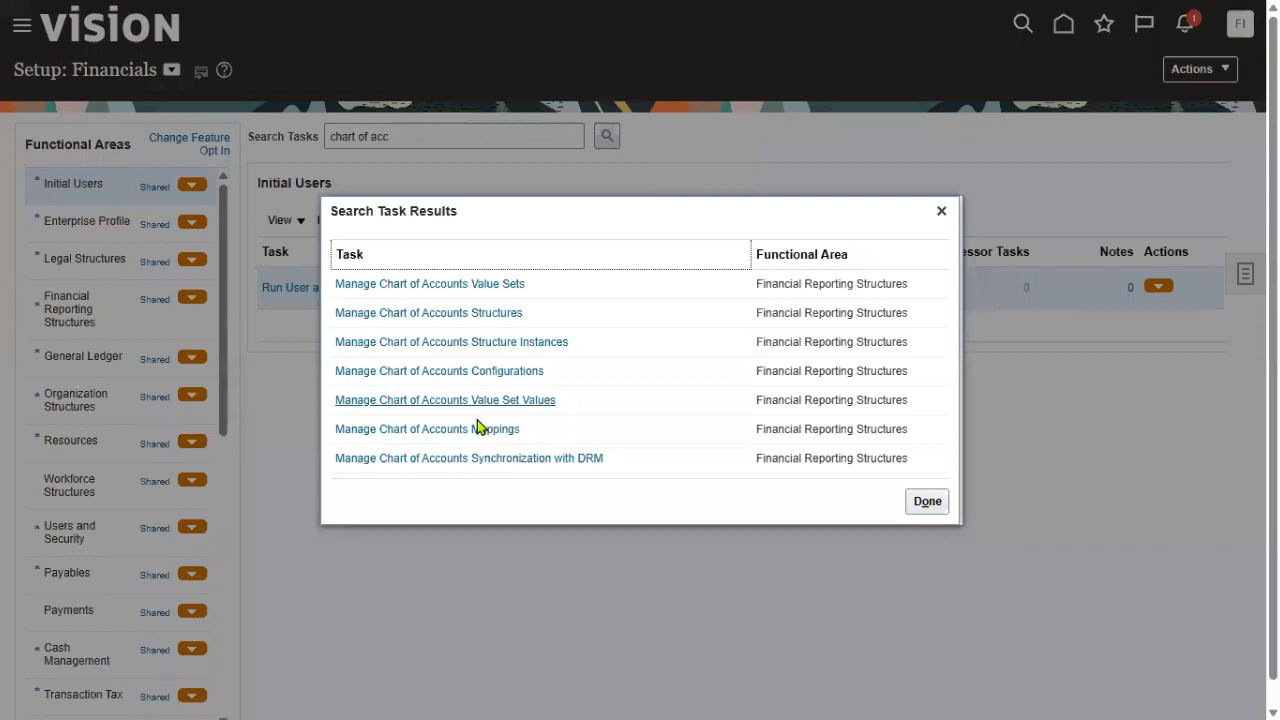 VISION
1
FI
Setup: Financials
Actions
Functional Areas
Change Feature
Opt In
Search Tasks chart of acc
Initial Users Shared
Enterprise Profile Shared
Legal Structures Shared
Financial
Reporting
Structures Shared
General Ledger Shared
Organization
Structures Shared
Resources Shared
Workforce
Structures Shared
Users and
Security Shared
Payables Shared
Payments Shared
Cash
Management Shared
Transaction Tax Shared
Initial Users
View
Task
Notes Actions
Run User a
0 0
Search Task Results
Task Functional Area
Manage Chart of Accounts Value Sets Financial Reporting Structures
Manage Chart of Accounts Structures Financial Reporting Structures
Manage Chart of Accounts Structure Instances Financial Reporting Structures
Manage Chart of Accounts Configurations Financial Reporting Structures
Manage Chart of Accounts Value Set Values Financial Reporting Structures
Manage Chart of Accounts Mappings Financial Reporting Structures
Manage Chart of Accounts Synchronization with DRM Financial Reporting Structures
Done